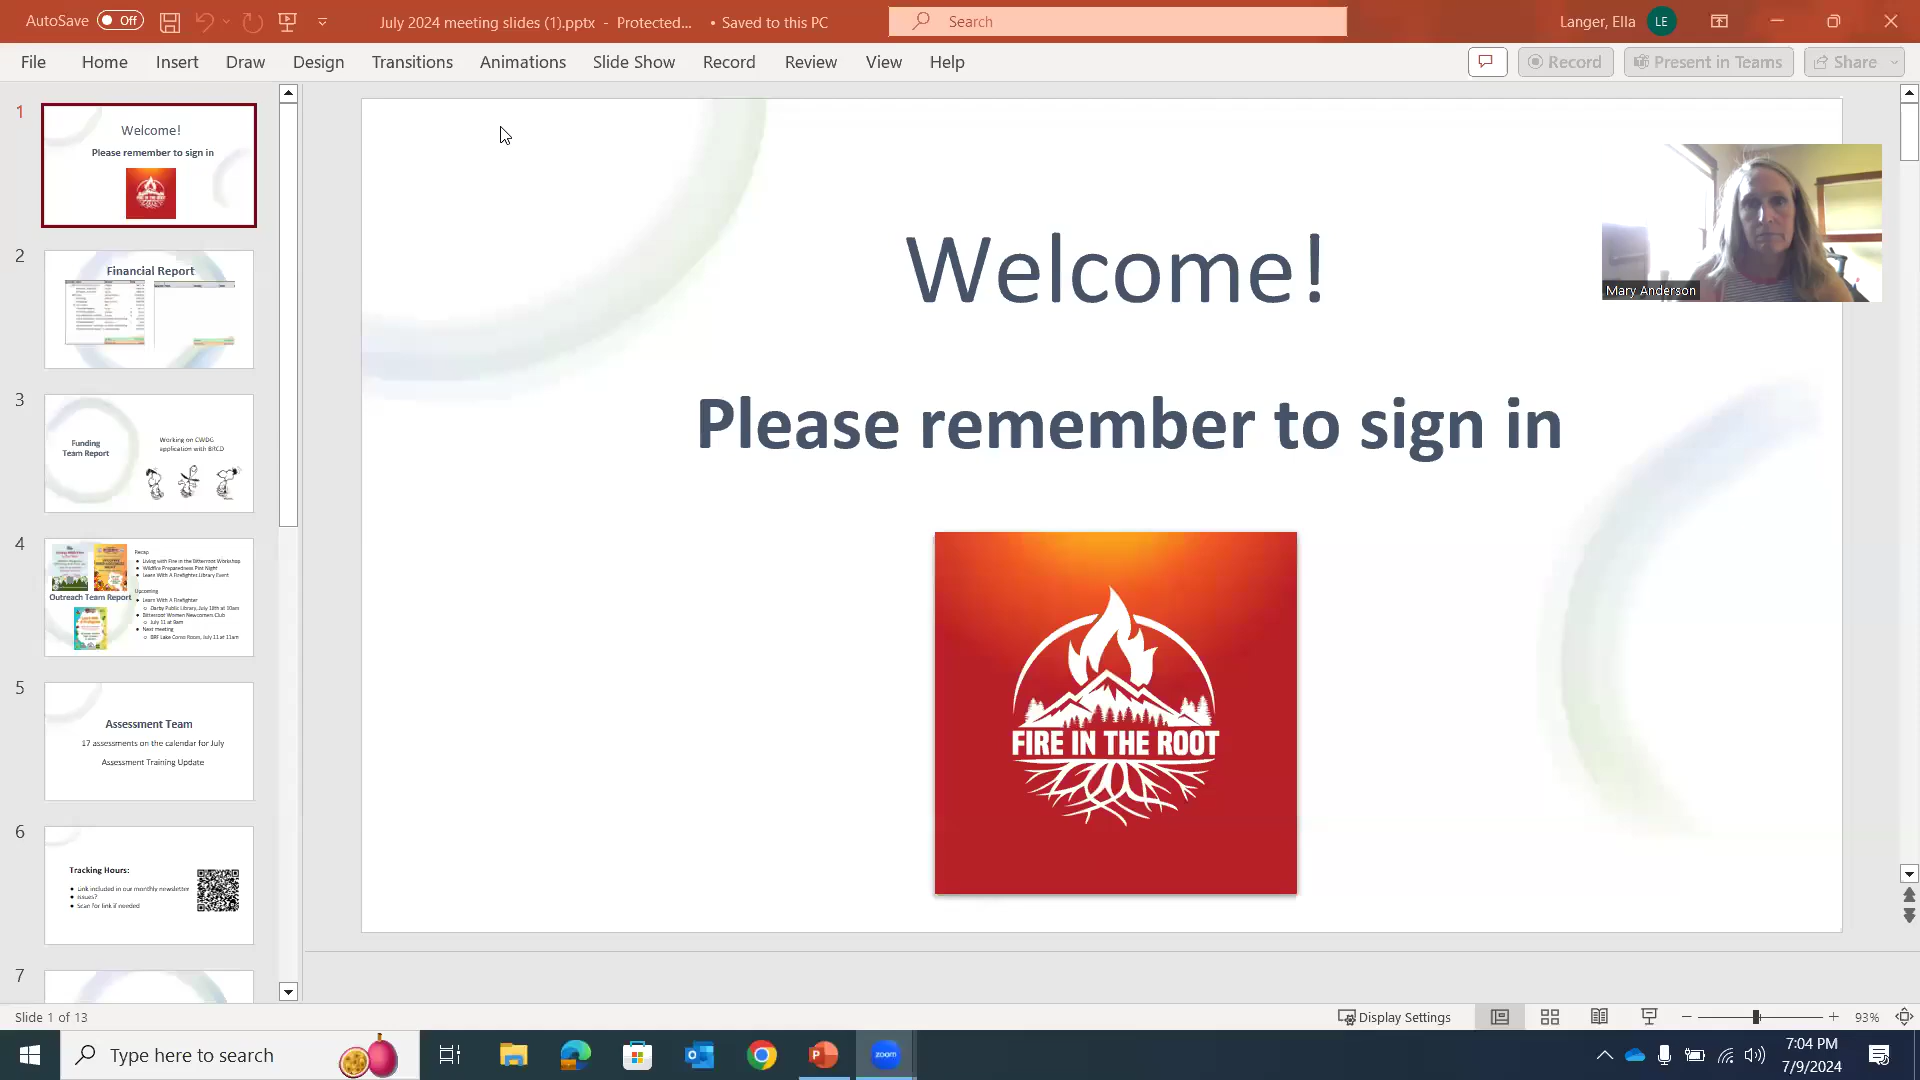 AutoSave Off July 2024 meeting slides (1).pptx - Protected... • Saved to this PC Search Langer, Ella LE
File Home Insert Draw Design Transitions Animations Slide Show Record Review View Help Record Present in Teams Share
1
Welcome!
Please remember to sign in
FIRE IN THE ROOT
2
Financial Report
3
Funding
Team Report
Working on CWDG
application with BitCD
4
Outreach Team Report
Recap
• Living with Fire in the Bitterroot Workshop
• Wildfire Preparedness Pint Night
• Learn With A Firefighter Library Event
Upcoming
• Learn With A Firefighter
○ Darby Public Library, July 18th at 10am
• Bitterroot Women Newcomers Club
○ July 11 at 9am
• Next meeting
○ BRF Lake Como Room, July 11 at 11am
5
Assessment Team
17 assessments on the calendar for July
Assessment Training Update
6
Tracking Hours:
• Link included in our monthly newsletter
• Issues?
• Scan for link if needed
7
Welcome!
Please remember to sign in
FIRE IN THE ROOT
Mary Anderson
Slide 1 of 13 Display Settings 93%
Type here to search zoom 7:04 PM
7/9/2024